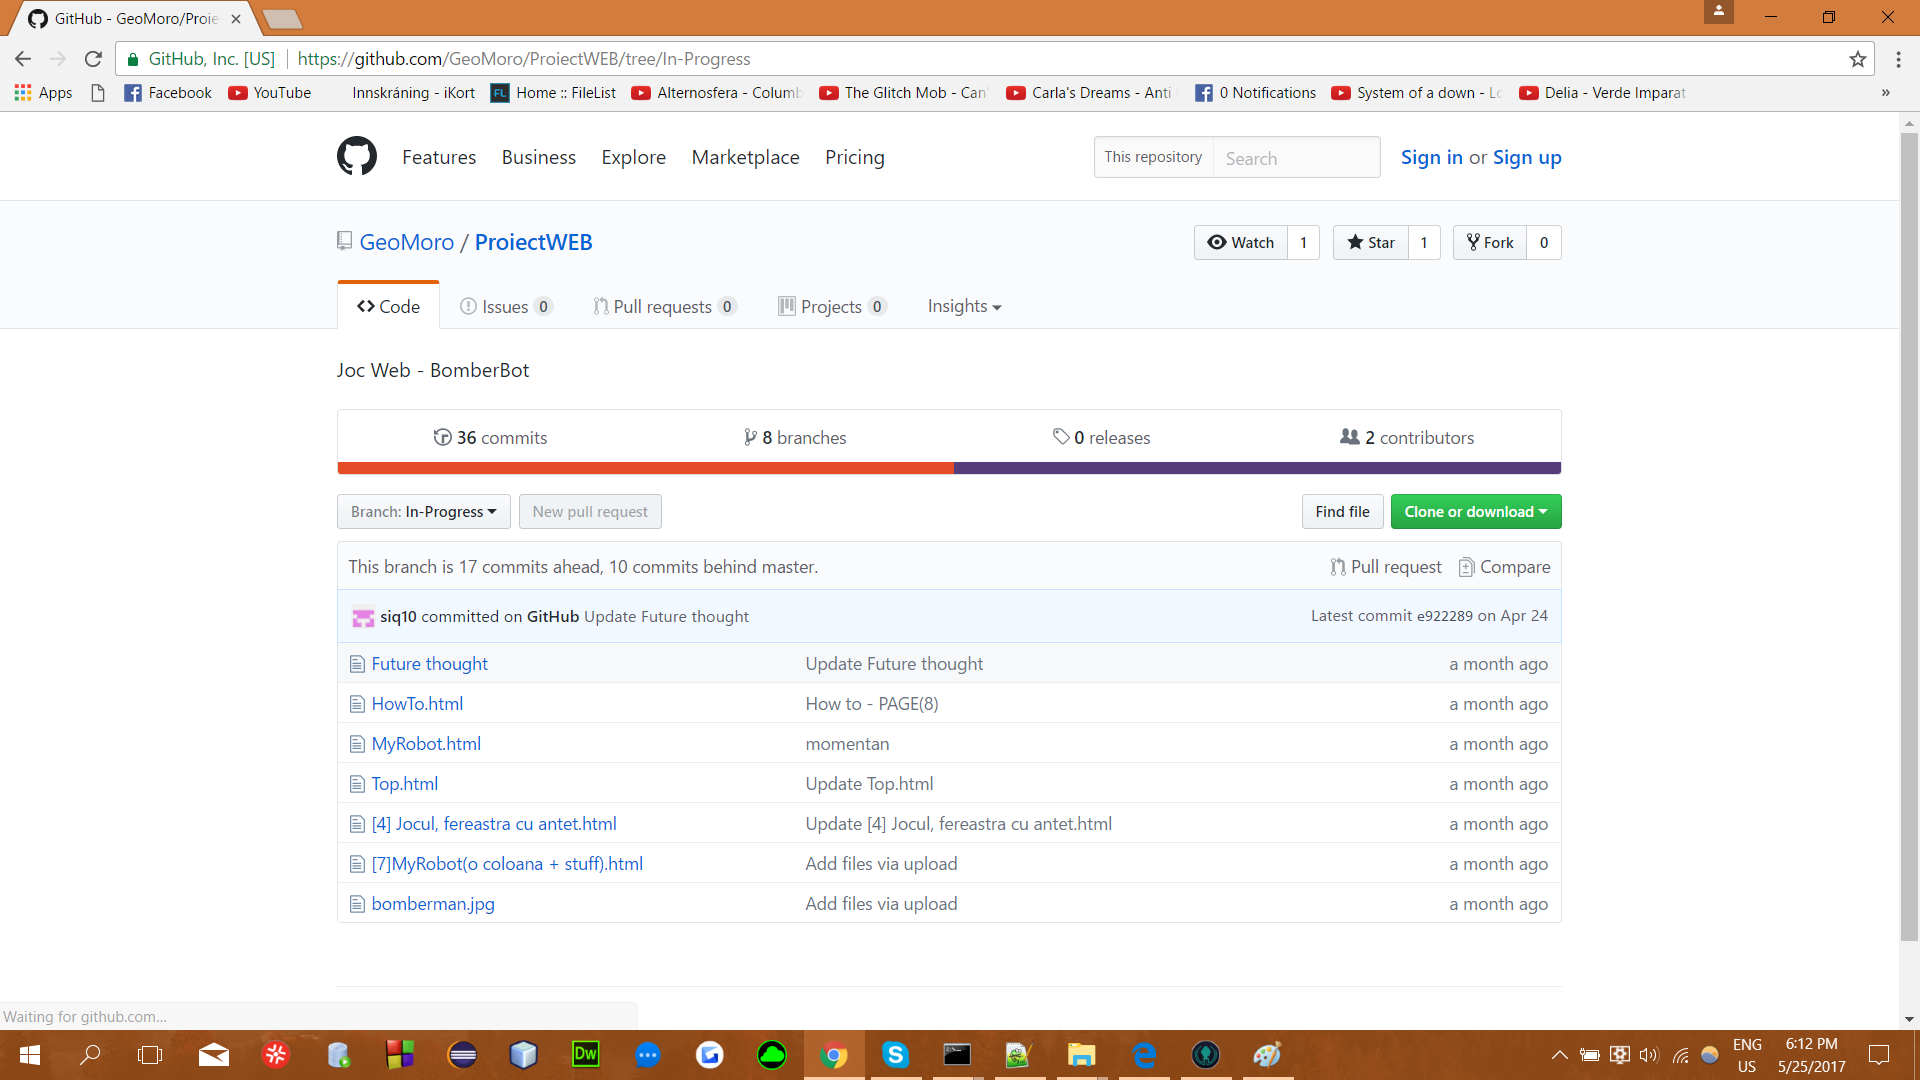 GitHub - GeoMoro/Proie
GitHub, Inc. [US] https://github.com/GeoMoro/ProiectWEB/tree/In-Progress
Apps Facebook YouTube Innskráning - iKort Home :: FileList Alternosfera - Columb The Glitch Mob - Can' Carla's Dreams - Anti 0 Notifications System of a down - Lo Delia - Verde Imparat »
Features Business Explore Marketplace Pricing This repository Search Sign in or Sign up
GeoMoro / ProiectWEB Watch 1 Star 1 Fork 0
Code Issues 0 Pull requests 0 Projects 0 Insights
Joc Web - BomberBot
36 commits 8 branches 0 releases 2 contributors
Branch: In-Progress New pull request Find file Clone or download
This branch is 17 commits ahead, 10 commits behind master. Pull request Compare
siq10 committed on GitHub Update Future thought Latest commit e922289 on Apr 24
Future thought Update Future thought a month ago
HowTo.html How to - PAGE(8) a month ago
MyRobot.html momentan a month ago
Top.html Update Top.html a month ago
[4] Jocul, fereastra cu antet.html Update [4] Jocul, fereastra cu antet.html a month ago
[7]MyRobot(o coloana + stuff).html Add files via upload a month ago
bomberman.jpg Add files via upload a month ago
Waiting for github.com...
Dw
ENG 6:12 PM
US 5/25/2017